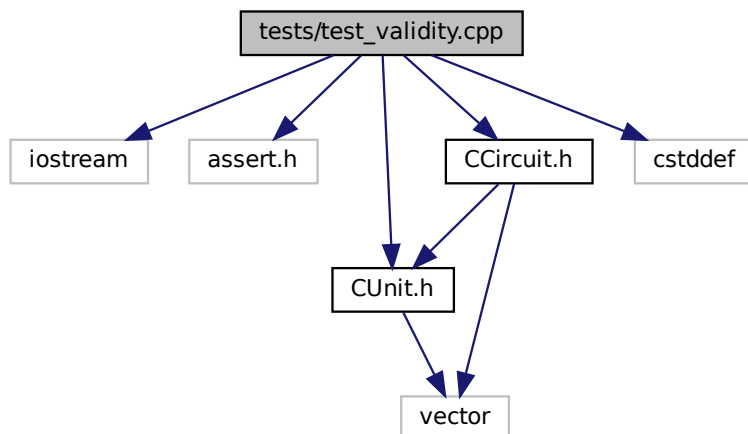 tests/test_validity.cpp
iostream
assert.h
CCircuit.h
cstddef
CUnit.h
vector